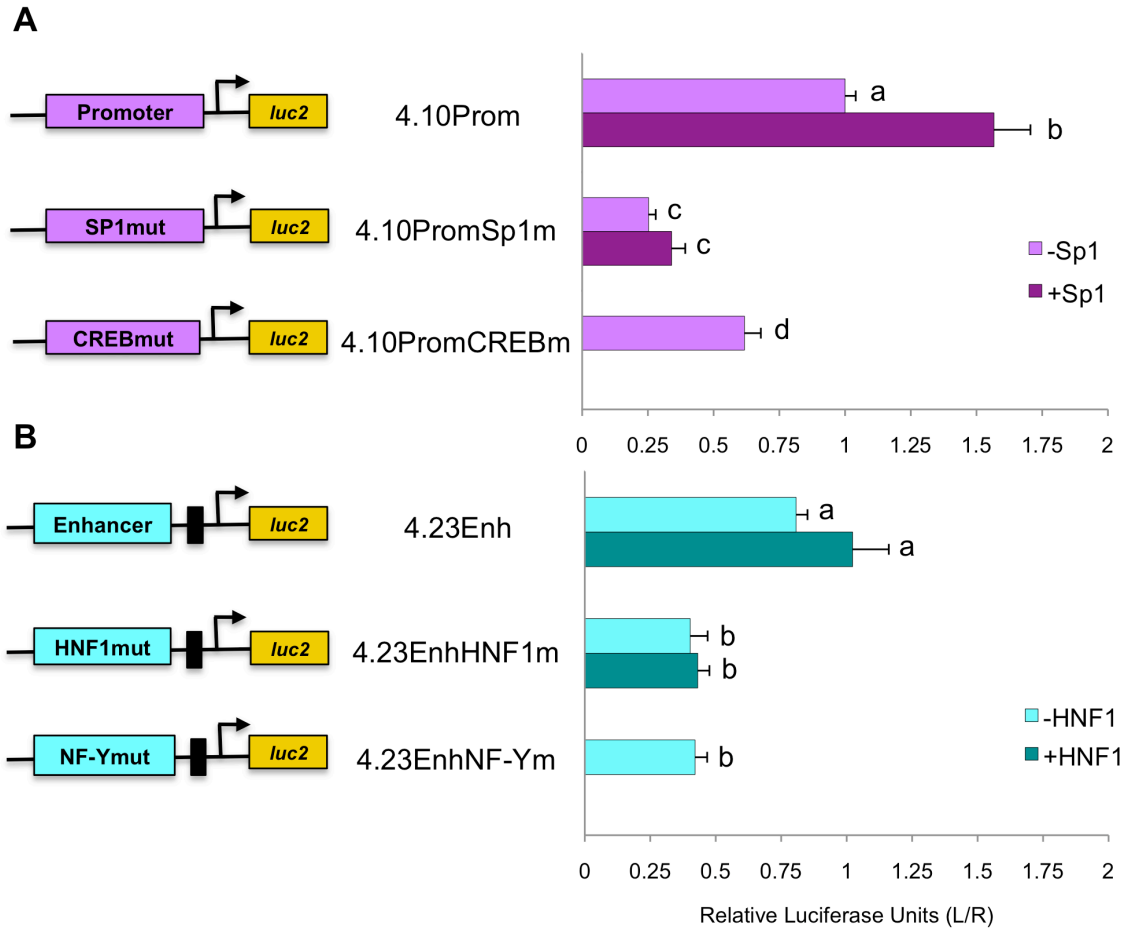 A
Promoter
luc2
4.10Prom
a
b
SP1mut
luc2
4.10PromSp1m
c
c
CREBmut
luc2
4.10PromCREBm
d
-Sp1
+Sp1
0 0.25 0.5 0.75 1 1.25 1.5 1.75 2
B
Enhancer
luc2
4.23Enh
a
a
HNF1mut
luc2
4.23EnhHNF1m
b
b
NF-Ymut
luc2
4.23EnhNF-Ym
b
-HNF1
+HNF1
0 0.25 0.5 0.75 1 1.25 1.5 1.75 2
Relative Luciferase Units (L/R)